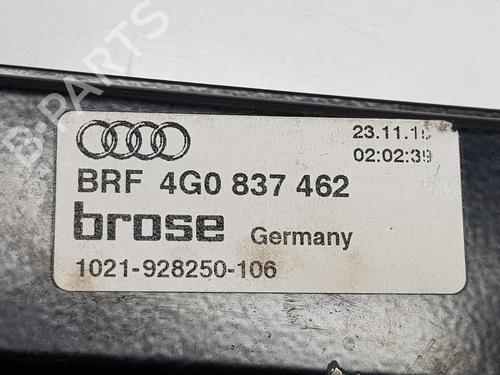 B-PARTS
23.11.1
02:02:39
BRF 4G0 837 462
brose Germany
1021-928250-106